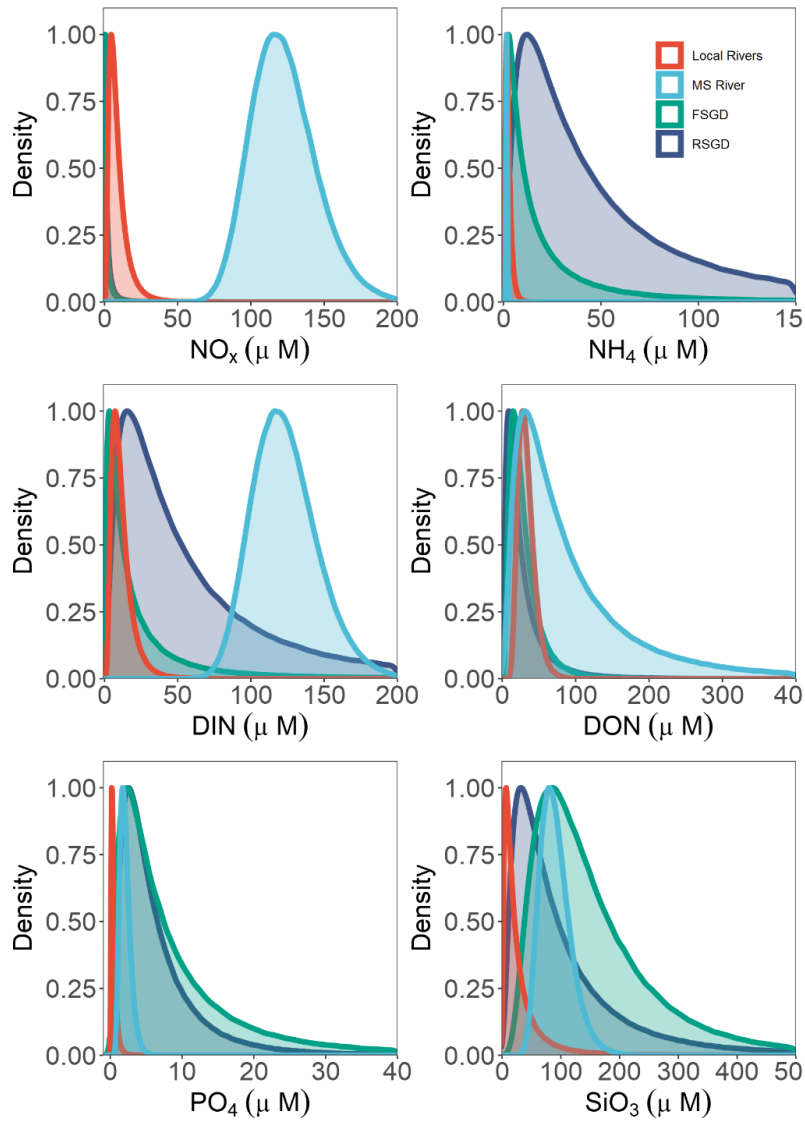 1.00
0.75
0.50
0.25
0.00
Density
0 50 100 150 200
NOₓ (μ M)
1.00
0.75
0.50
0.25
0.00
Density
0 50 100 15
NH₄ (μ M)
Local Rivers
MS River
FSGD
RSGD
1.00
0.75
0.50
0.25
0.00
Density
0 50 100 150 200
DIN (μ M)
1.00
0.75
0.50
0.25
0.00
Density
0 100 200 300 40
DON (μ M)
1.00
0.75
0.50
0.25
0.00
Density
0 10 20 30 40
PO₄ (μ M)
1.00
0.75
0.50
0.25
0.00
Density
0 100 200 300 400 50
SiO₃ (μ M)